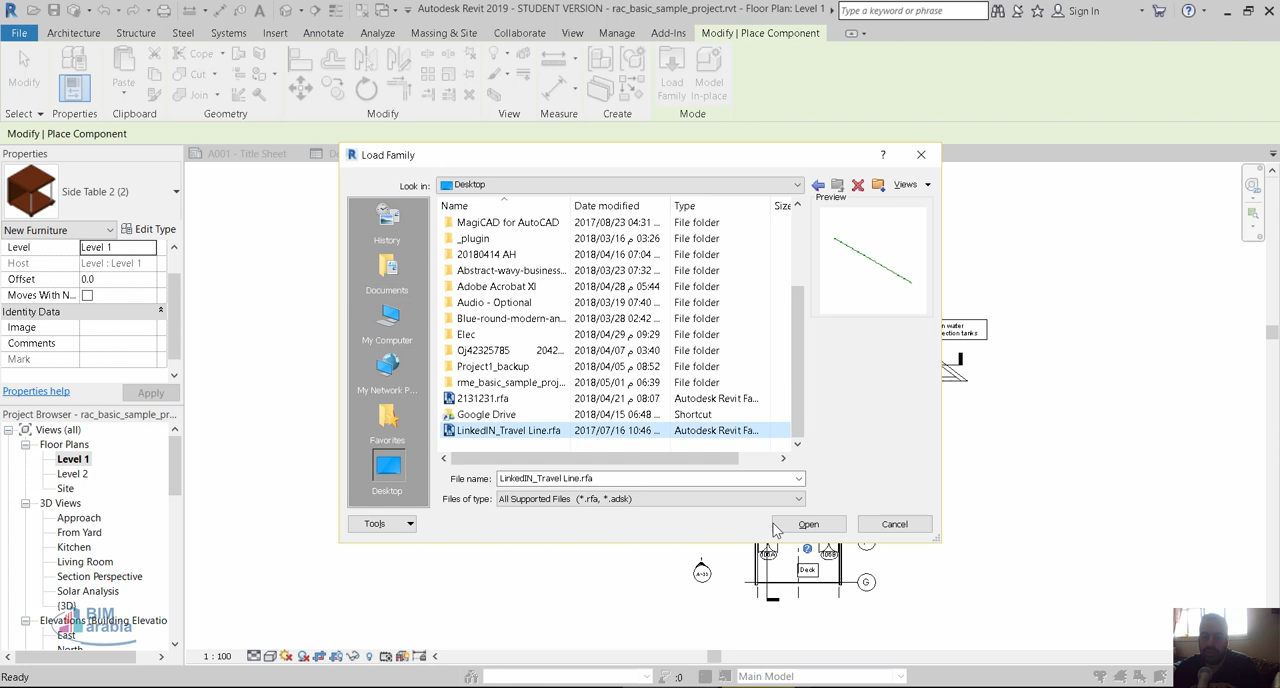 Autodesk Revit 2019 - STUDENT VERSION - rac_basic_sample_project.rvt - Floor Plan: Level 1
Type a keyword or phrase
Sign In
File Architecture Structure Steel Systems Insert Annotate Analyze Massing & Site Collaborate View Manage Add-Ins Modify | Place Component
Cope
Cut
Join
Modify
Paste
Load Family
Model In-place
Select Properties Clipboard Geometry Modify View Measure Create Mode
Modify | Place Component
Properties
A001 - Title Sheet
Side Table 2 (2)
New Furniture
Edit Type
Level Level 1
Host Level : Level 1
Offset 0.0
Moves With N...
Identity Data
Image
Comments
Mark
Properties help
Apply
Project Browser - rac_basic_sample_pr...
Views (all)
Floor Plans
Level 1
Level 2
Site
3D Views
Approach
From Yard
Kitchen
Living Room
Section Perspective
Solar Analysis
{3D}
Elevations (Building Elevatio
East
North
BIM
arabia
Load Family
?
Look in: Desktop
Views
Preview
History
Documents
My Computer
My Network P...
Favorites
Desktop
Name Date modified Type Size
MagiCAD for AutoCAD 2017/08/23 04:31 ... File folder
_plugin 2018/03/16 م 03:26 File folder
20180414 AH 2018/04/16 م 07:04 ... File folder
Abstract-wavy-business... 2018/03/23 م 07:32 ... File folder
Adobe Acrobat XI 2018/04/28 م 05:44 File folder
Audio - Optional 2018/03/19 م 07:40 ... File folder
Blue-round-modern-an... 2018/03/28 م 02:42 ... File folder
Elec 2018/04/29 م 09:29 ... File folder
Oj42325785 2042... 2018/04/07 م 03:40 ... File folder
Project1_backup 2018/04/05 م 08:52 ... File folder
rme_basic_sample_proj... 2018/05/01 م 06:39 ... File folder
2131231.rfa 2018/04/21 م 08:07 Autodesk Revit Fa...
Google Drive 2018/04/15 م 06:48 ... Shortcut
LinkedIN_Travel Line.rfa 2017/07/16 م 10:46 ... Autodesk Revit Fa...
File name: LinkedIN_Travel Line.rfa
Files of type: All Supported Files (*.rfa, *.adsk)
Tools
Open
Cancel
n water
ection tanks
Deck
G
1 : 100
Ready
:0
Main Model